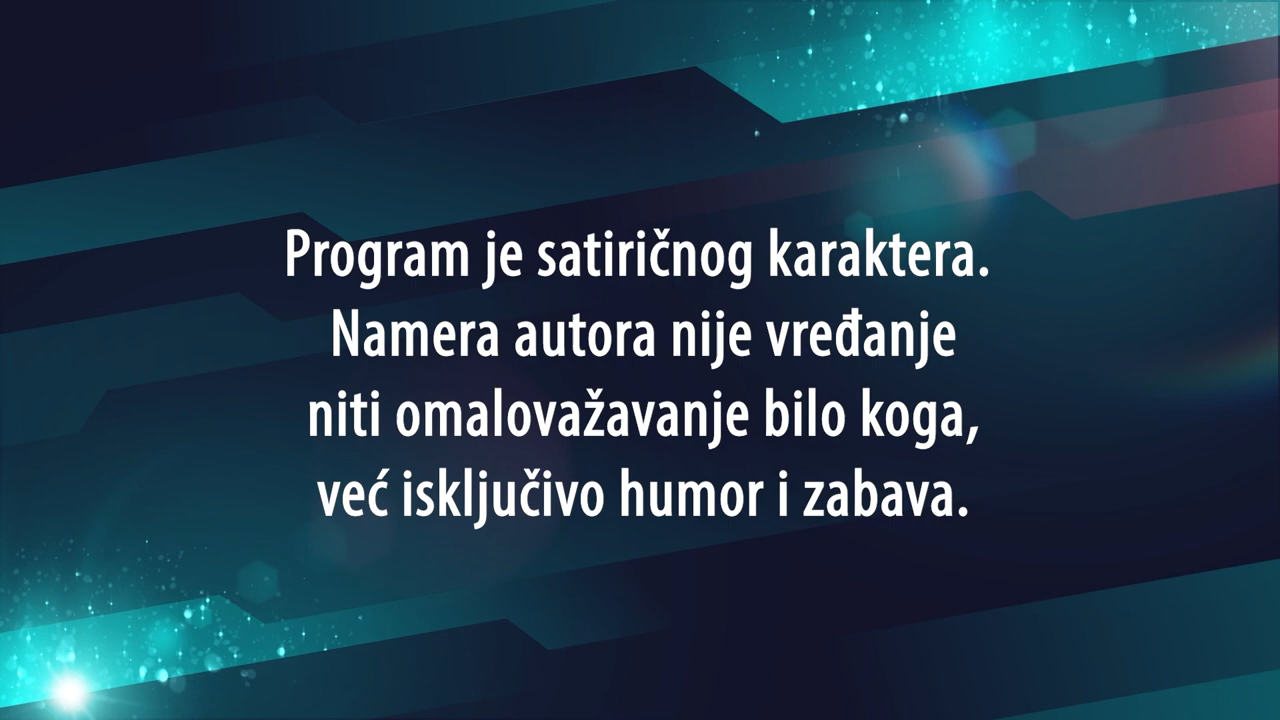 Program je satiričnog karaktera.
Namera autora nije vređanje
niti omalovažavanje bilo koga,
već isključivo humor i zabava.